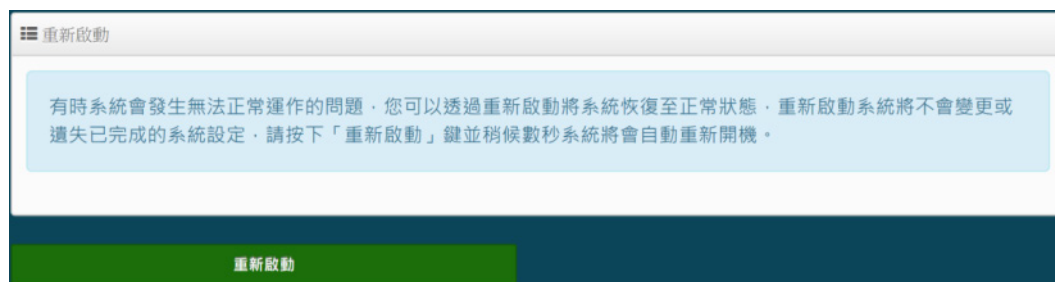 重新啟動
有時系統會發生無法正常運作的問題，您可以透過重新啟動將系統恢復至正常狀態，重新啟動系統將不會變更或
遺失已完成的系統設定，請按下「重新啟動」鍵並稍候數秒系統將會自動重新開機。
重新啟動